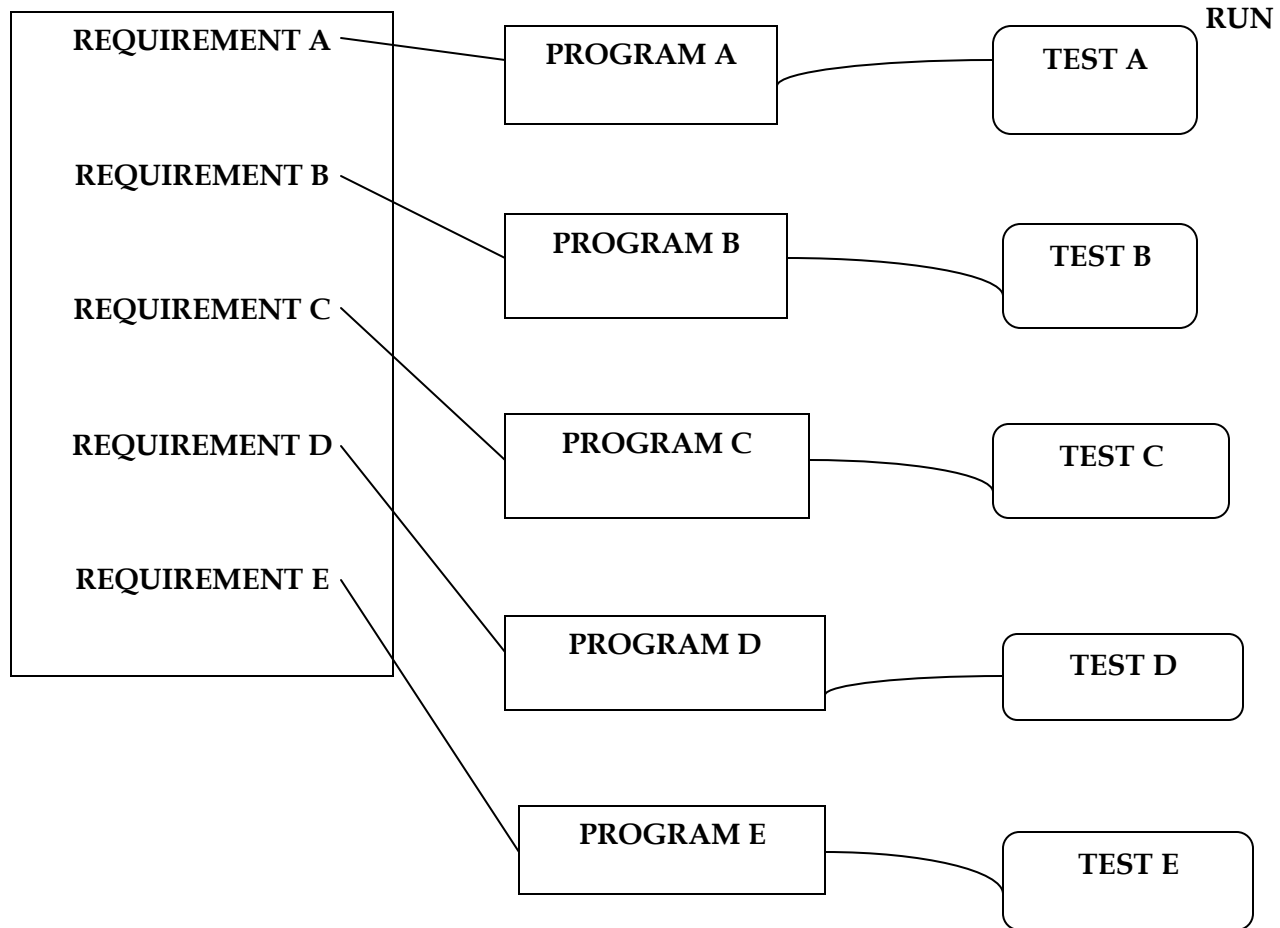 RUN
REQUIREMENT A
PROGRAM A
TEST A
REQUIREMENT B
PROGRAM B
TEST B
REQUIREMENT C
PROGRAM C
TEST C
REQUIREMENT D
PROGRAM D
TEST D
REQUIREMENT E
PROGRAM E
TEST E